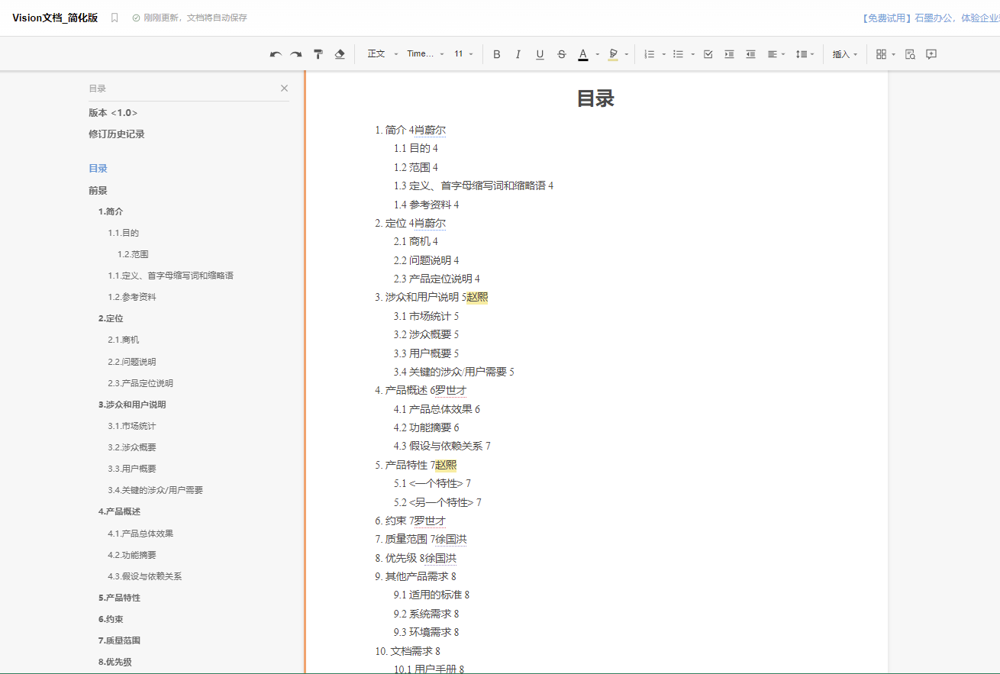 Vision文档_简化版
刚刚更新，文档将自动保存
【免费试用】石墨办公，体验企业
正文
Time...
11
B
I
U
S
A
插入
目录
版本 <1.0>
修订历史记录
目录
前景
1.简介
1.1.目的
1.2.范围
1.1.定义、首字母缩写词和缩略语
1.2.参考资料
2.定位
2.1.商机
2.2.问题说明
2.3.产品定位说明
3.涉众和用户说明
3.1.市场统计
3.2.涉众概要
3.3.用户概要
3.4.关键的涉众/用户需要
4.产品概述
4.1.产品总体效果
4.2.功能摘要
4.3.假设与依赖关系
5.产品特性
6.约束
7.质量范围
8.优先级
目录
1. 简介 4肖蔚尔
1.1 目的 4
1.2 范围 4
1.3 定义、首字母缩写词和缩略语 4
1.4 参考资料 4
2. 定位 4肖蔚尔
2.1 商机 4
2.2 问题说明 4
2.3 产品定位说明 4
3. 涉众和用户说明 5赵熙
3.1 市场统计 5
3.2 涉众概要 5
3.3 用户概要 5
3.4 关键的涉众/用户需要 5
4. 产品概述 6罗世才
4.1 产品总体效果 6
4.2 功能摘要 6
4.3 假设与依赖关系 7
5. 产品特性 7赵熙
5.1 <一个特性> 7
5.2 <另一个特性> 7
6. 约束 7罗世才
7. 质量范围 7徐国洪
8. 优先级 8徐国洪
9. 其他产品需求 8
9.1 适用的标准 8
9.2 系统需求 8
9.3 环境需求 8
10. 文档需求 8
10.1 用户手册 8